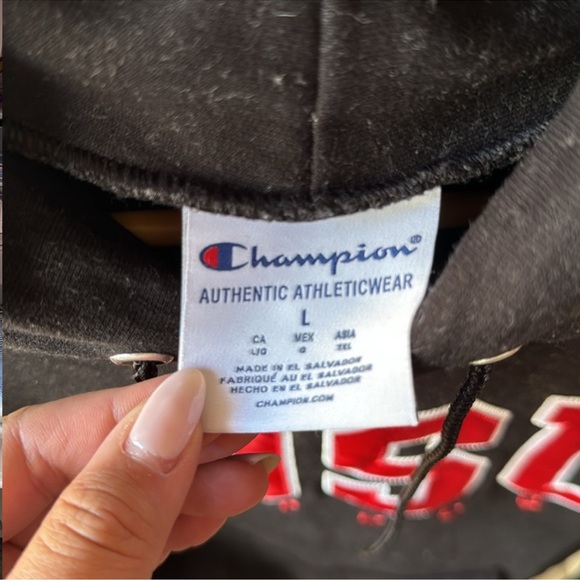 Champion®
AUTHENTIC ATHLETICWEAR
L
CA MEX ASIA
L/G G 2XL
MADE IN EL SALVADOR
FABRIQUÉ AU EL SALVADOR
HECHO EN EL SALVADOR
CHAMPION.COM